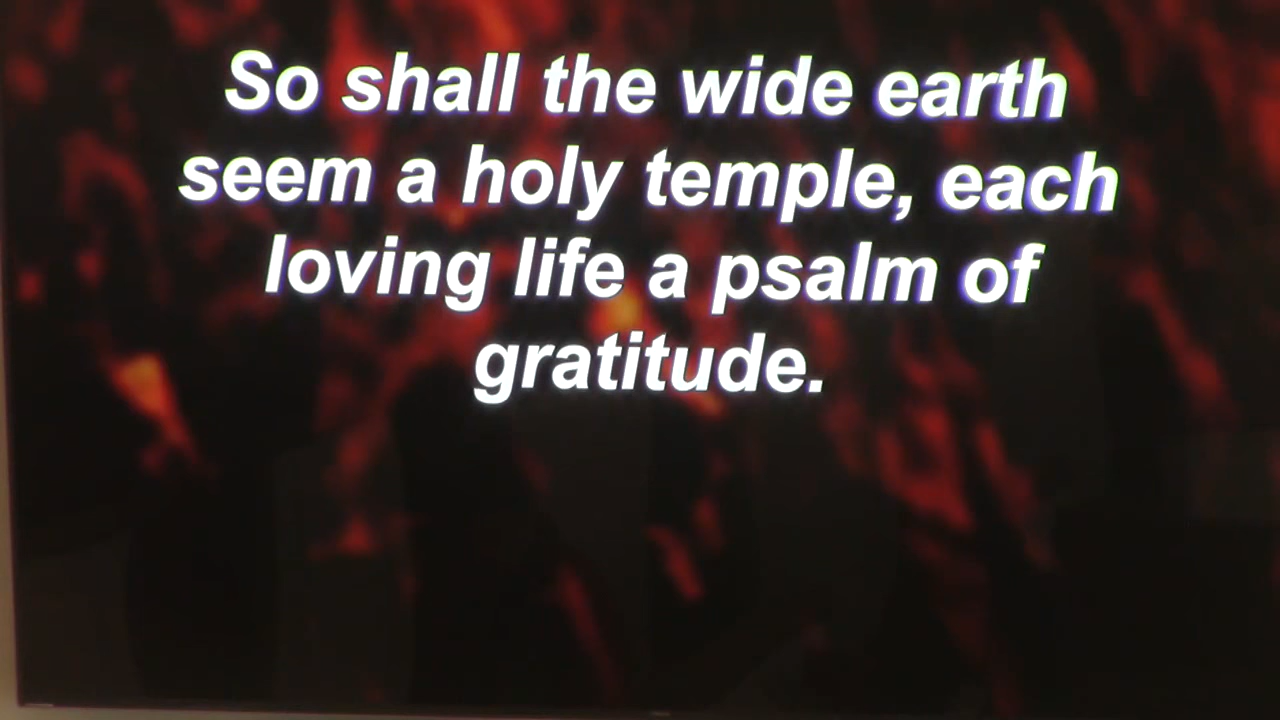 So shall the wide earth
seem a holy temple, each
loving life a psalm of
gratitude.